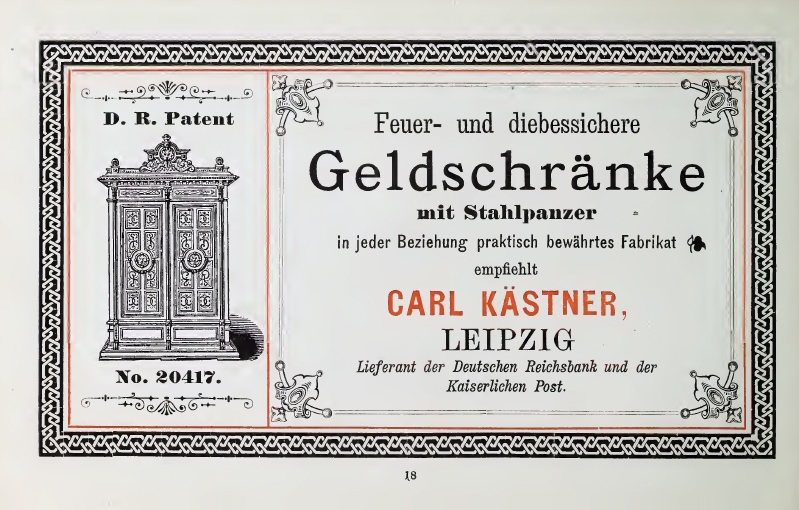 D. R. Patent
No. 20417.
Feuer- und diebessichere
Geldschränke
mit Stahlpanzer
in jeder Beziehung praktisch bewährtes Fabrikat
empfiehlt
CARL KÄSTNER,
LEIPZIG
Lieferant der Deutschen Reichsbank und der
Kaiserlichen Post.
18